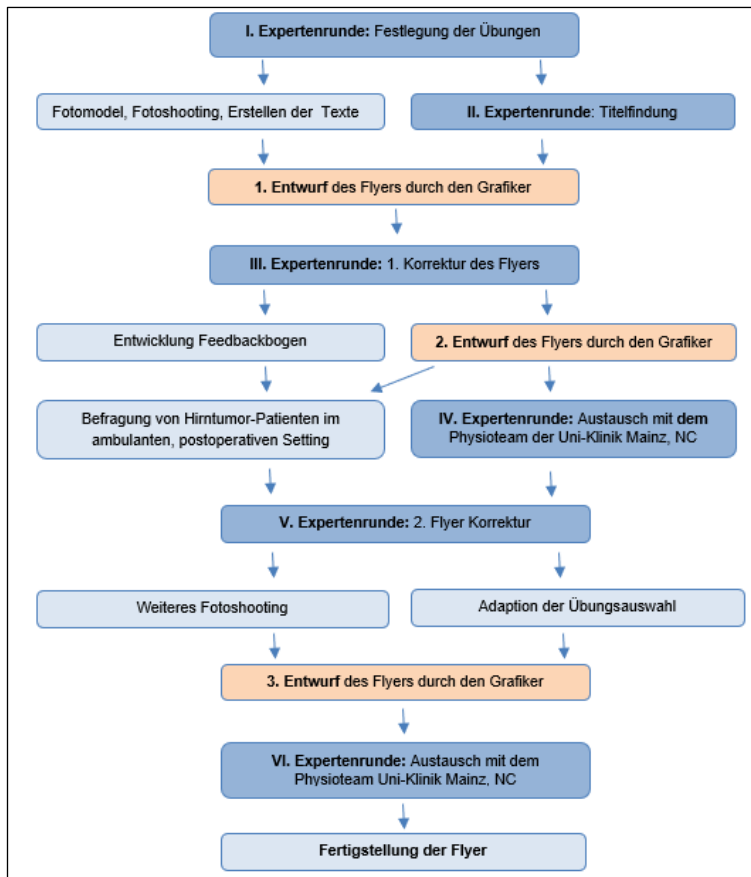 I. Expertenrunde: Festlegung der Übungen
Fotomodel, Fotoshooting, Erstellen der Texte
II. Expertenrunde: Titelfindung
1. Entwurf des Flyers durch den Grafiker
III. Expertenrunde: 1. Korrektur des Flyers
Entwicklung Feedbackbogen
2. Entwurf des Flyers durch den Grafiker
Befragung von Hirntumor-Patienten im
ambulanten, postoperativen Setting
IV. Expertenrunde: Austausch mit dem
Physioteam der Uni-Klinik Mainz, NC
V. Expertenrunde: 2. Flyer Korrektur
Weiteres Fotoshooting
Adaption der Übungsauswahl
3. Entwurf des Flyers durch den Grafiker
VI. Expertenrunde: Austausch mit dem
Physioteam Uni-Klinik Mainz, NC
Fertigstellung der Flyer